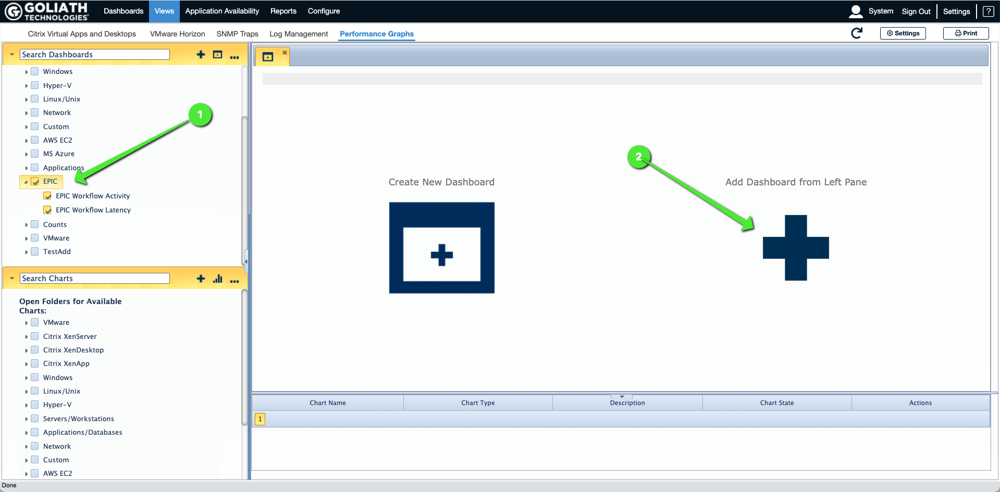 GOLIATH
TECHNOLOGIES
Dashboards Views Application Availability Reports Configure
System Sign Out Settings ?
Citrix Virtual Apps and Desktops VMware Horizon SNMP Traps Log Management Performance Graphs
Settings Print
Search Dashboards
Windows
Hyper-V
Linux/Unix
Network
Custom
AWS EC2
MS Azure
Applications
EPIC
EPIC Workflow Activity
EPIC Workflow Latency
Counts
VMware
TestAdd
1
2
Create New Dashboard
Add Dashboard from Left Pane
Search Charts
Open Folders for Available
Charts:
VMware
Citrix XenServer
Citrix XenDesktop
Citrix XenApp
Windows
Linux/Unix
Hyper-V
Servers/Workstations
Applications/Databases
Network
Custom
AWS EC2
Chart Name Chart Type Description Chart State Actions
1
Done